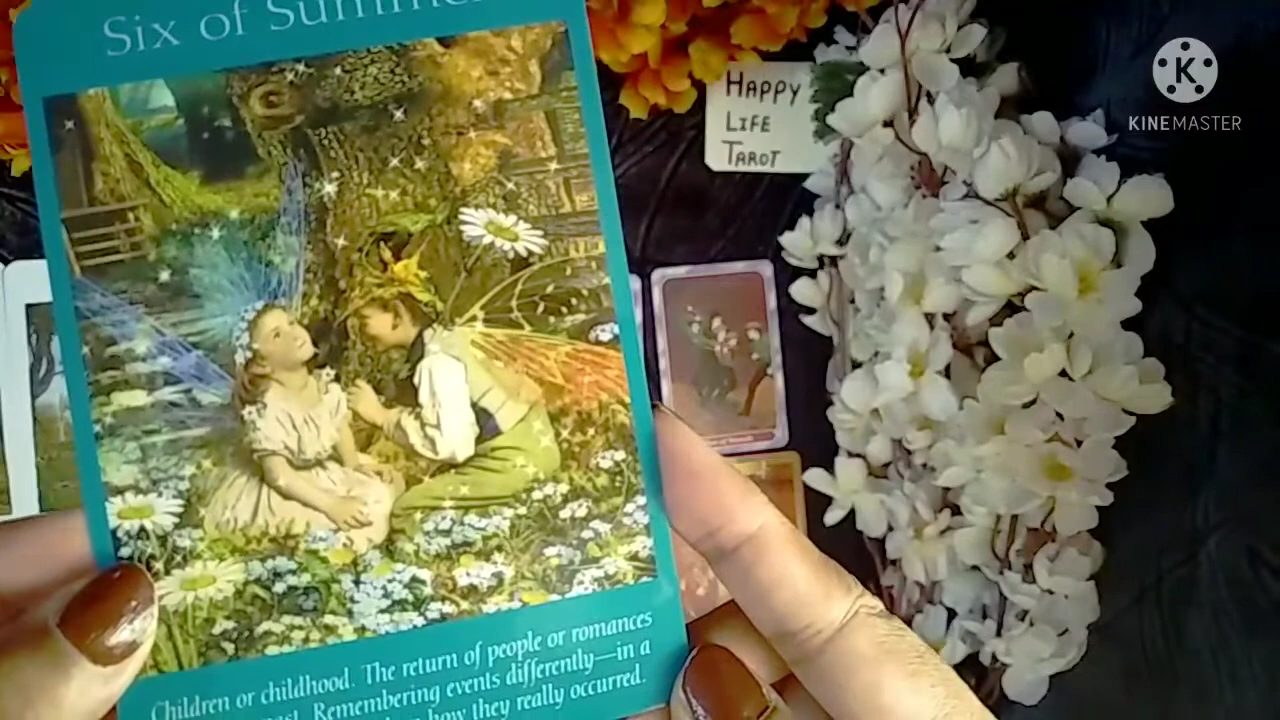 Six of Summer
HAPPY
LIFE
TAROT
K
KINEMASTER
Children or childhood. The return of people or romances
Remembering events differently—in a
how they really occurred.